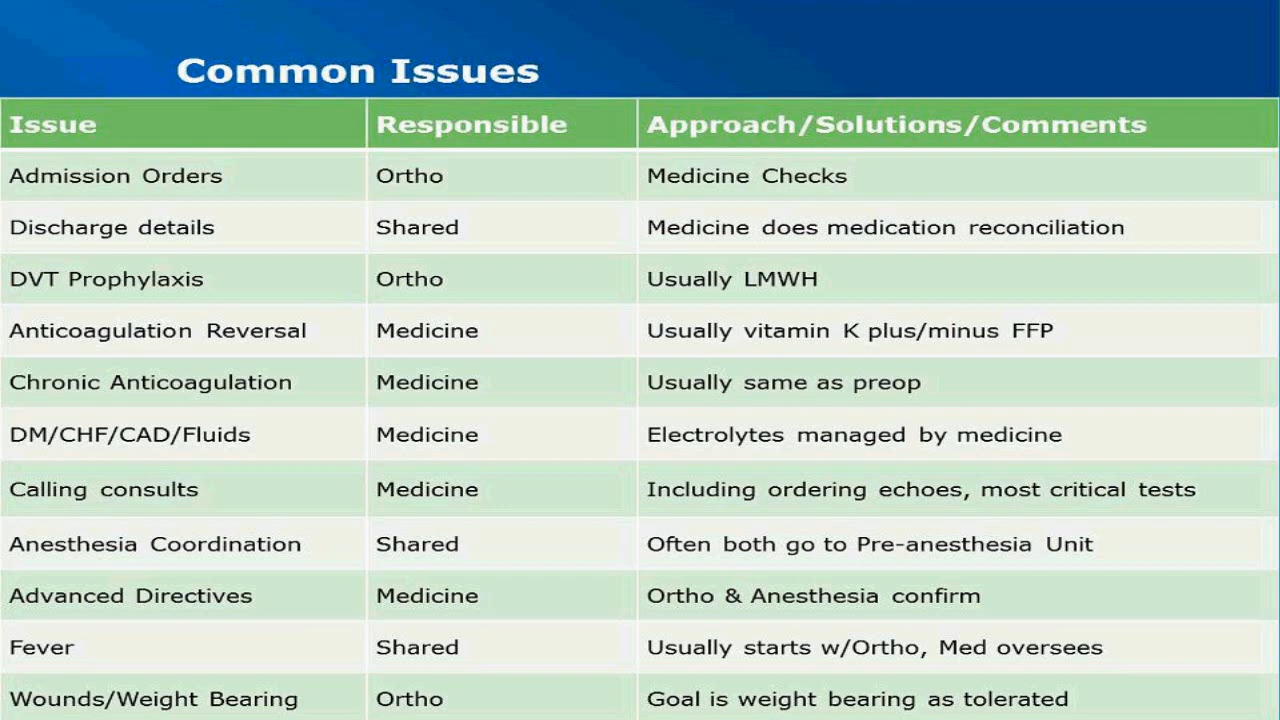 Common Issues
Issue Responsible Approach/Solutions/Comments
Admission Orders Ortho Medicine Checks
Discharge details Shared Medicine does medication reconciliation
DVT Prophylaxis Ortho Usually LMWH
Anticoagulation Reversal Medicine Usually vitamin K plus/minus FFP
Chronic Anticoagulation Medicine Usually same as preop
DM/CHF/CAD/Fluids Medicine Electrolytes managed by medicine
Calling consults Medicine Including ordering echoes, most critical tests
Anesthesia Coordination Shared Often both go to Pre-anesthesia Unit
Advanced Directives Medicine Ortho & Anesthesia confirm
Fever Shared Usually starts w/Ortho, Med oversees
Wounds/Weight Bearing Ortho Goal is weight bearing as tolerated